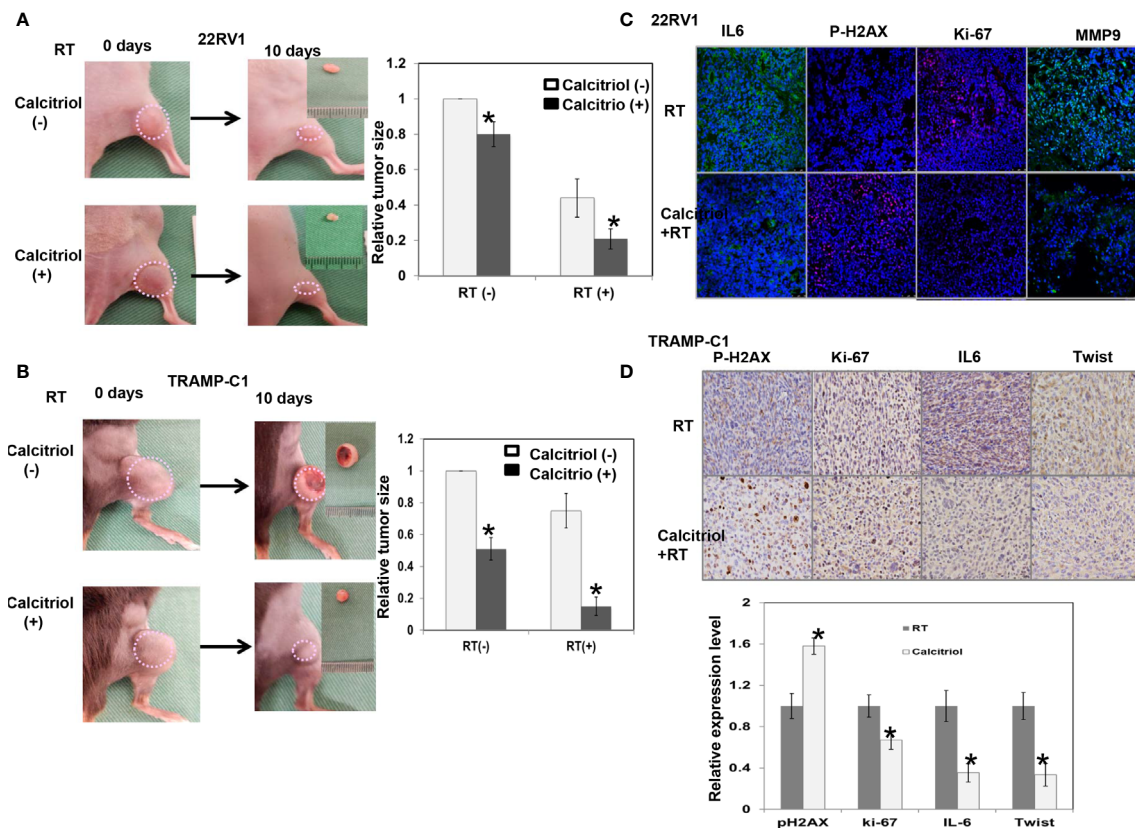 A
RT
0 days
22RV1
10 days
Calcitriol
(-)
Calcitriol
(+)
Relative tumor size
1.2
1
0.8
0.6
0.4
0.2
0
Calcitriol (-)
Calcitrio (+)
*
*
RT (-)
RT (+)
B
TRAMP-C1
RT
0 days
10 days
Calcitriol
(-)
Calcitriol
(+)
Relative tumor size
1.2
1
0.8
0.6
0.4
0.2
0
Calcitriol (-)
Calcitrio (+)
*
*
RT(-)
RT(+)
C
22RV1
IL6
P-H2AX
Ki-67
MMP9
RT
Calcitriol
+RT
D
TRAMP-C1
P-H2AX
Ki-67
IL6
Twist
RT
Calcitriol
+RT
Relative expression level
2
1.6
1.2
0.8
0.4
0
RT
Calcitriol
*
*
*
*
pH2AX
ki-67
IL-6
Twist